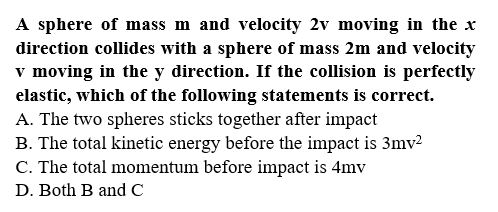 A sphere of mass m and velocity 2v moving in the x
direction collides with a sphere of mass 2m and velocity
v moving in the y direction. If the collision is perfectly
elastic, which of the following statements is correct.
A. The two spheres sticks together after impact
B. The total kinetic energy before the impact is 3mv²
C. The total momentum before impact is 4mv
D. Both B and C